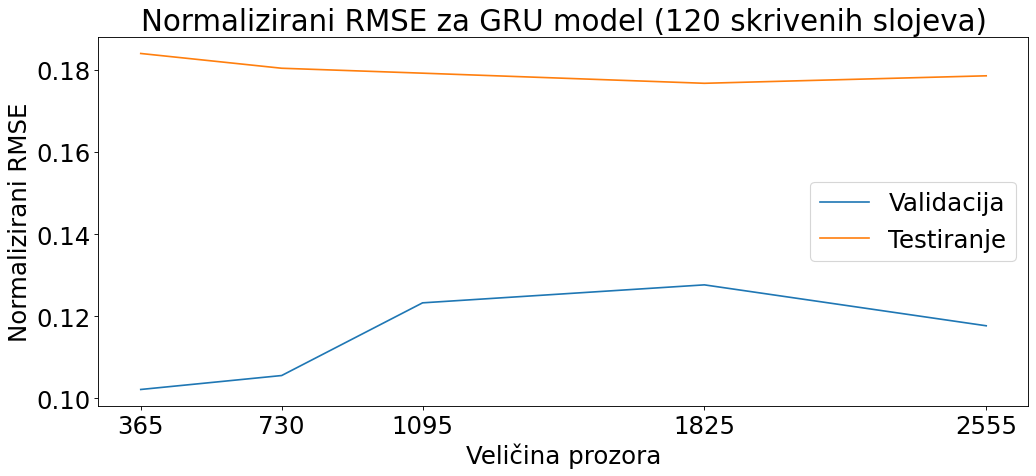 Normalizirani RMSE za GRU model (120 skrivenih slojeva)
Normalizirani RMSE
0.18
0.16
0.14
0.12
0.10
Validacija
Testiranje
365 730 1095 1825 2555
Veličina prozora